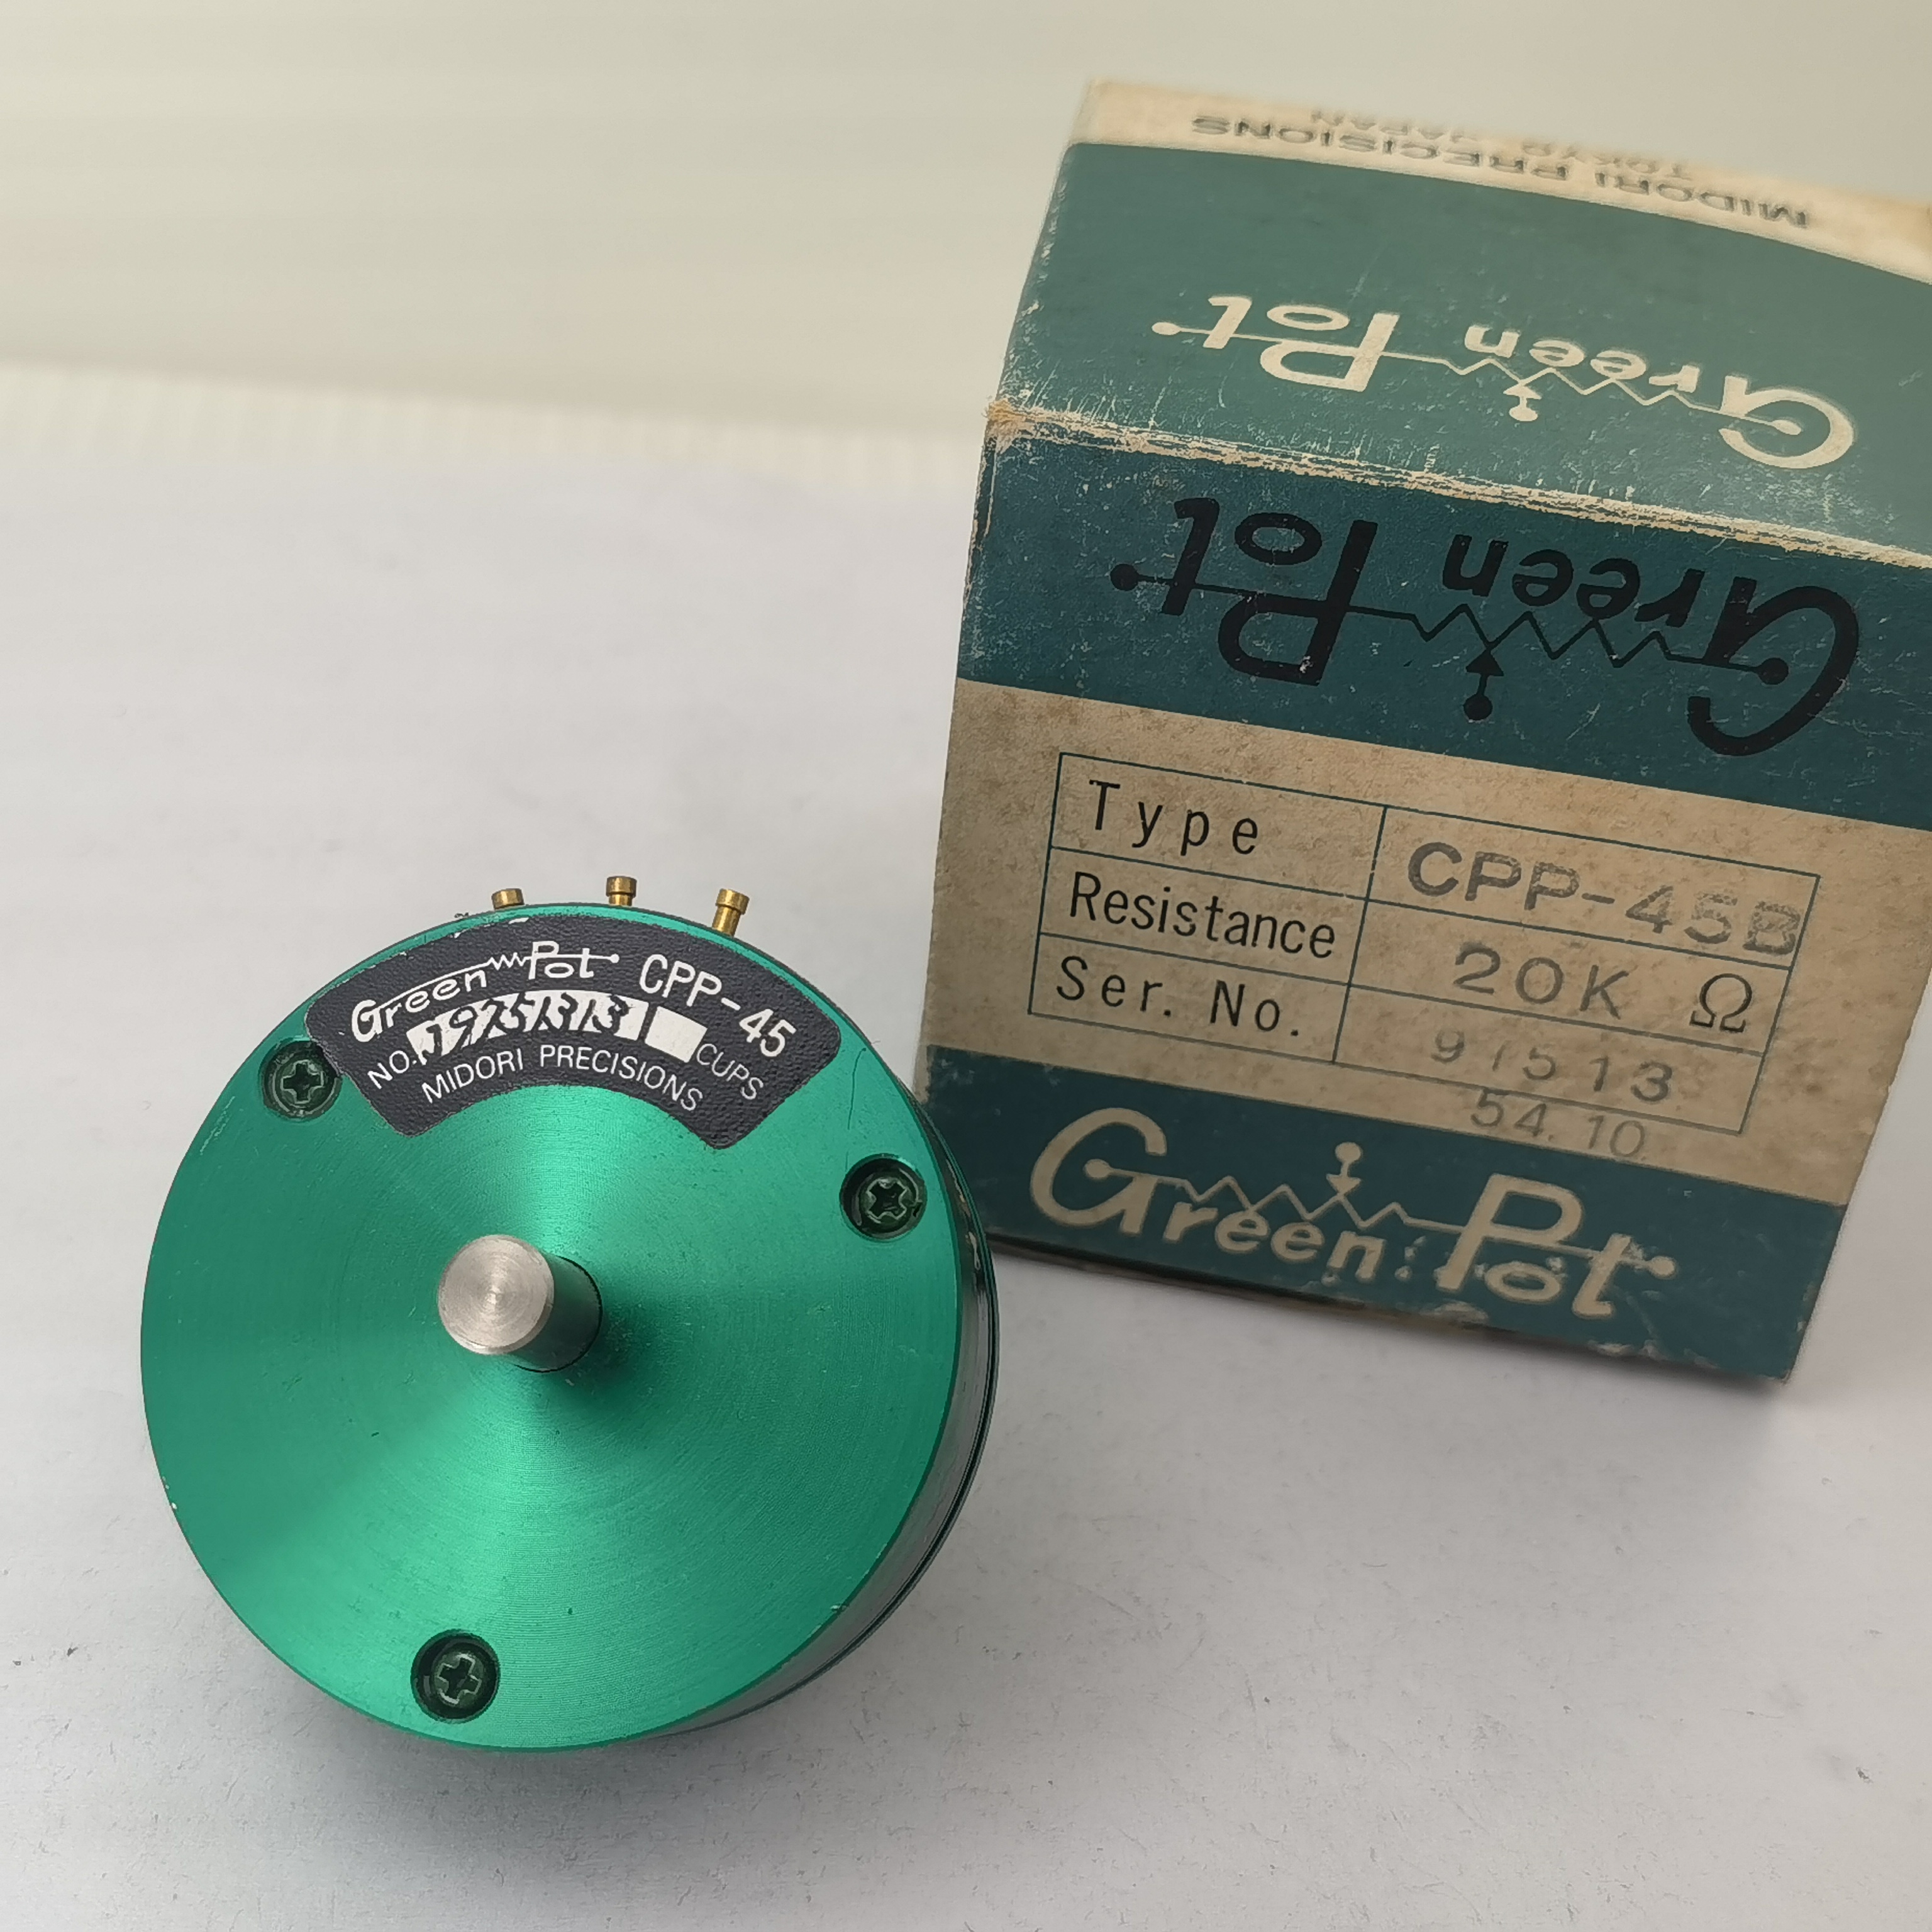 MIDORI PRECISIONS
TOKYO JAPAN
Green Pot
Green Pot
Type CPP-45B
Resistance 20K Ω
Ser. No. 91513
54.10
Green Pot
Green Pot CPP-45
NO. CUPS
MIDORI PRECISIONS